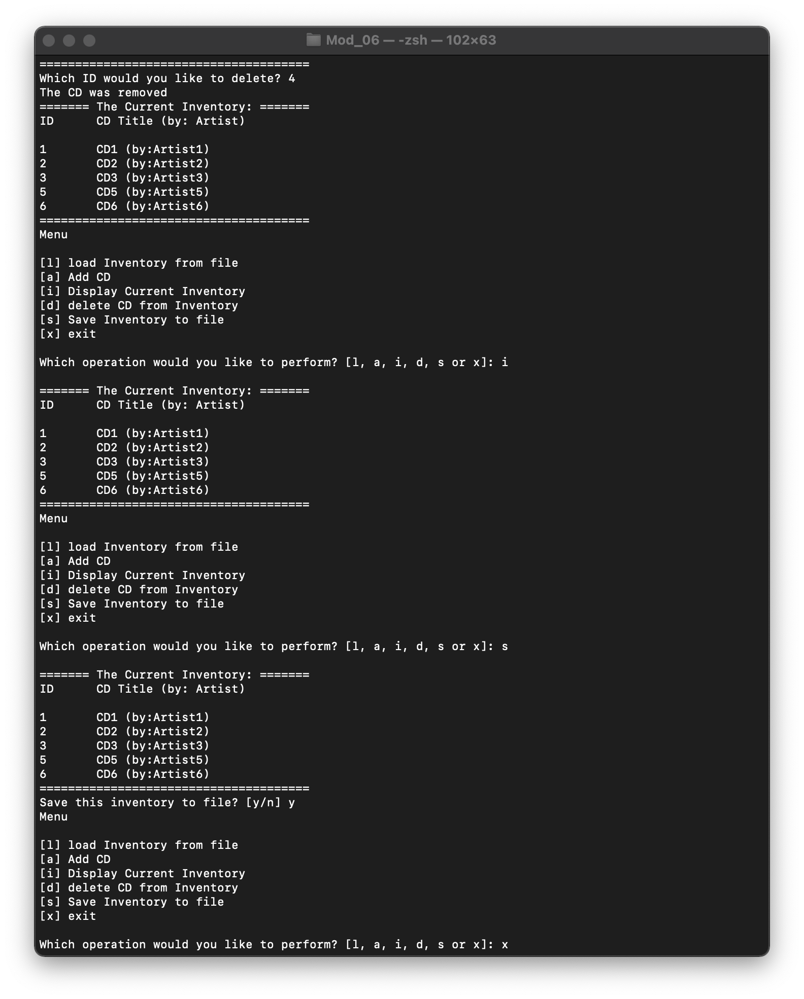 Mod_06 — -zsh — 102×63
======================================
Which ID would you like to delete? 4
The CD was removed
======= The Current Inventory: =======
ID      CD Title (by: Artist)

1       CD1 (by:Artist1)
2       CD2 (by:Artist2)
3       CD3 (by:Artist3)
5       CD5 (by:Artist5)
6       CD6 (by:Artist6)
======================================
Menu

[l] load Inventory from file
[a] Add CD
[i] Display Current Inventory
[d] delete CD from Inventory
[s] Save Inventory to file
[x] exit

Which operation would you like to perform? [l, a, i, d, s or x]: i

======= The Current Inventory: =======
ID      CD Title (by: Artist)

1       CD1 (by:Artist1)
2       CD2 (by:Artist2)
3       CD3 (by:Artist3)
5       CD5 (by:Artist5)
6       CD6 (by:Artist6)
======================================
Menu

[l] load Inventory from file
[a] Add CD
[i] Display Current Inventory
[d] delete CD from Inventory
[s] Save Inventory to file
[x] exit

Which operation would you like to perform? [l, a, i, d, s or x]: s

======= The Current Inventory: =======
ID      CD Title (by: Artist)

1       CD1 (by:Artist1)
2       CD2 (by:Artist2)
3       CD3 (by:Artist3)
5       CD5 (by:Artist5)
6       CD6 (by:Artist6)
======================================
Save this inventory to file? [y/n] y
Menu

[l] load Inventory from file
[a] Add CD
[i] Display Current Inventory
[d] delete CD from Inventory
[s] Save Inventory to file
[x] exit

Which operation would you like to perform? [l, a, i, d, s or x]: x